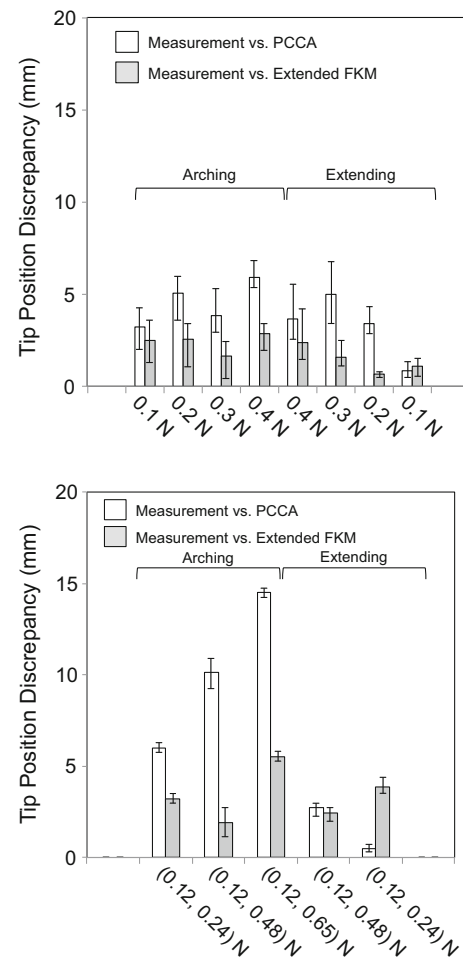 20
Measurement vs. PCCA
Measurement vs. Extended FKM
15
Tip Position Discrepancy (mm)
10
Arching
Extending
5
0
0.1 N
0.2 N
0.3 N
0.4 N
0.4 N
0.3 N
0.2 N
0.1 N
20
Measurement vs. PCCA
Measurement vs. Extended FKM
Arching
Extending
15
Tip Position Discrepancy (mm)
10
5
0
(0.12, 0.24) N
(0.12, 0.48) N
(0.12, 0.65) N
(0.12, 0.48) N
(0.12, 0.24) N